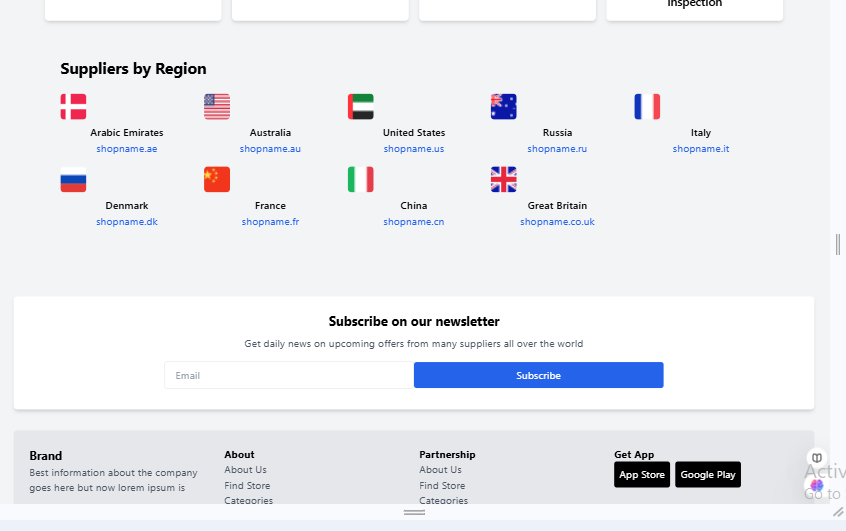 Inspection
Suppliers by Region
Arabic Emirates
shopname.ae
Australia
shopname.au
United States
shopname.us
Russia
shopname.ru
Italy
shopname.it
Denmark
shopname.dk
France
shopname.fr
China
shopname.cn
Great Britain
shopname.co.uk
Subscribe on our newsletter
Get daily news on upcoming offers from many suppliers all over the world
Email
Subscribe
Brand
Best information about the company
goes here but now lorem ipsum is
About
About Us
Find Store
Categories
Partnership
About Us
Find Store
Categories
Get App
App Store
Google Play
Activ
Go to